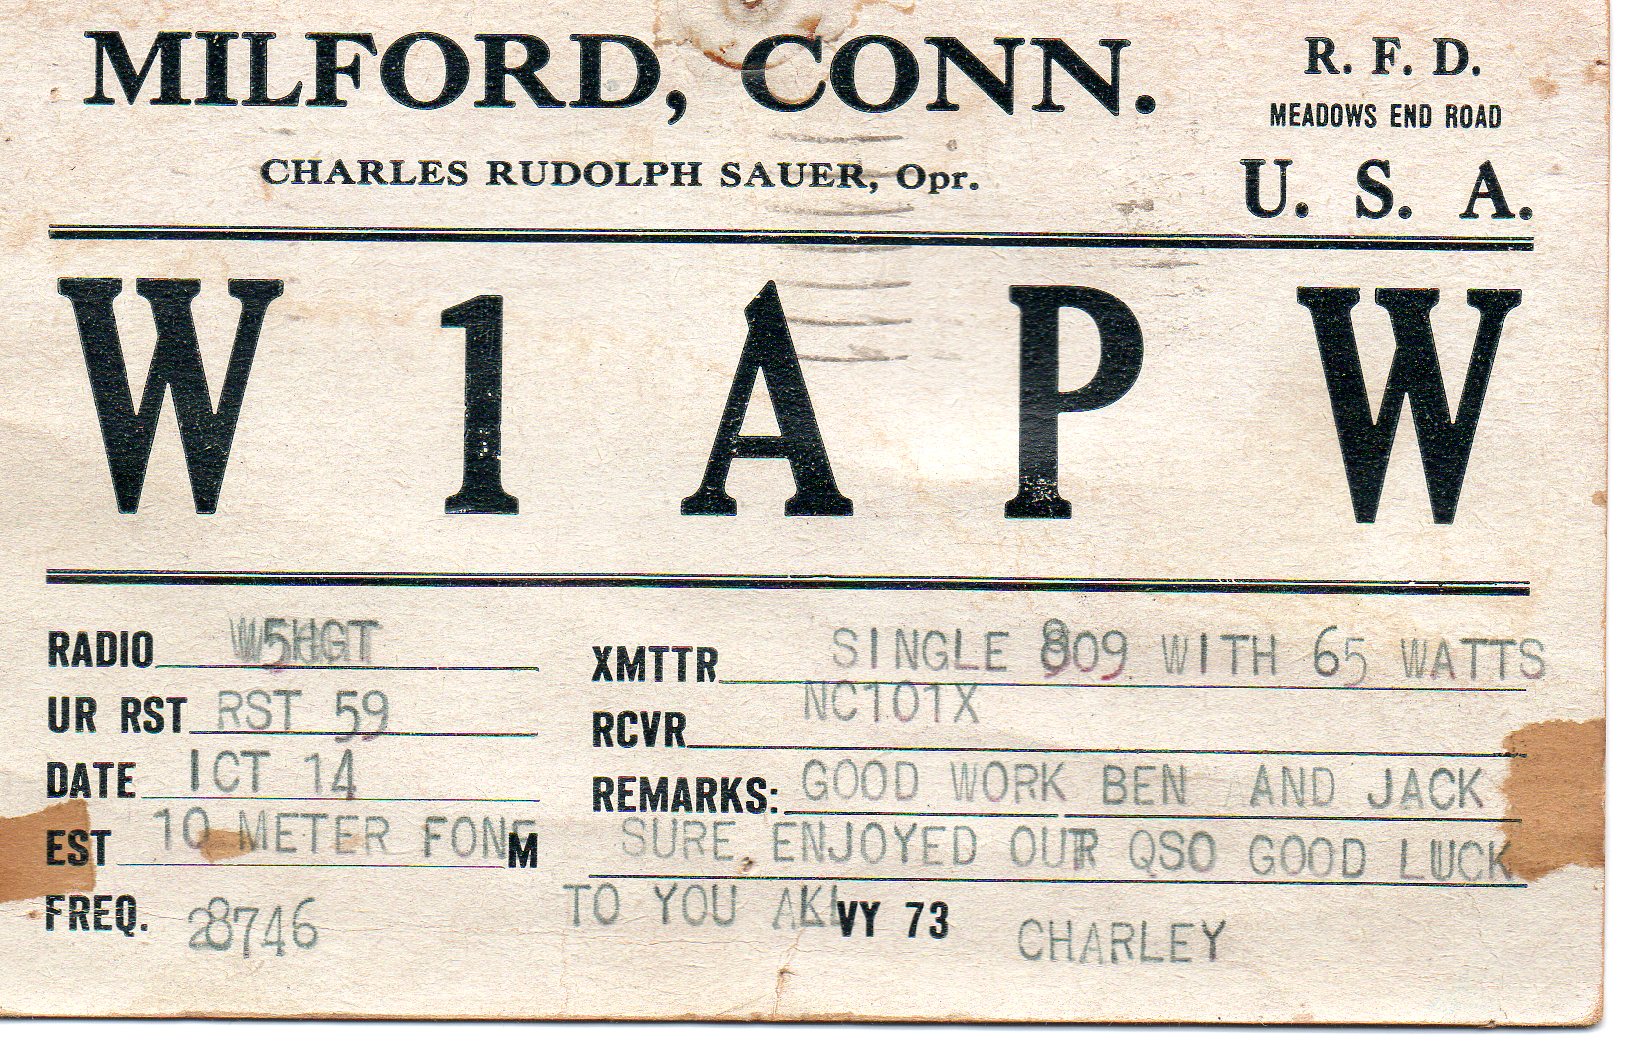 MILFORD, CONN.
R. F. D.
MEADOWS END ROAD
CHARLES RUDOLPH SAUER, Opr.
U. S. A.
W 1 A P W
RADIO W5HGT
XMTTR SINGLE 809 WITH 65 WATTS
UR RST RST 59
RCVR NC101X
DATE ICT 14
REMARKS: GOOD WORK BEN AND JACK
EST 10 METER FONE M
SURE, ENJOYED OUR QSO GOOD LUCK
FREQ. 28746
TO YOU VY 73 CHARLEY